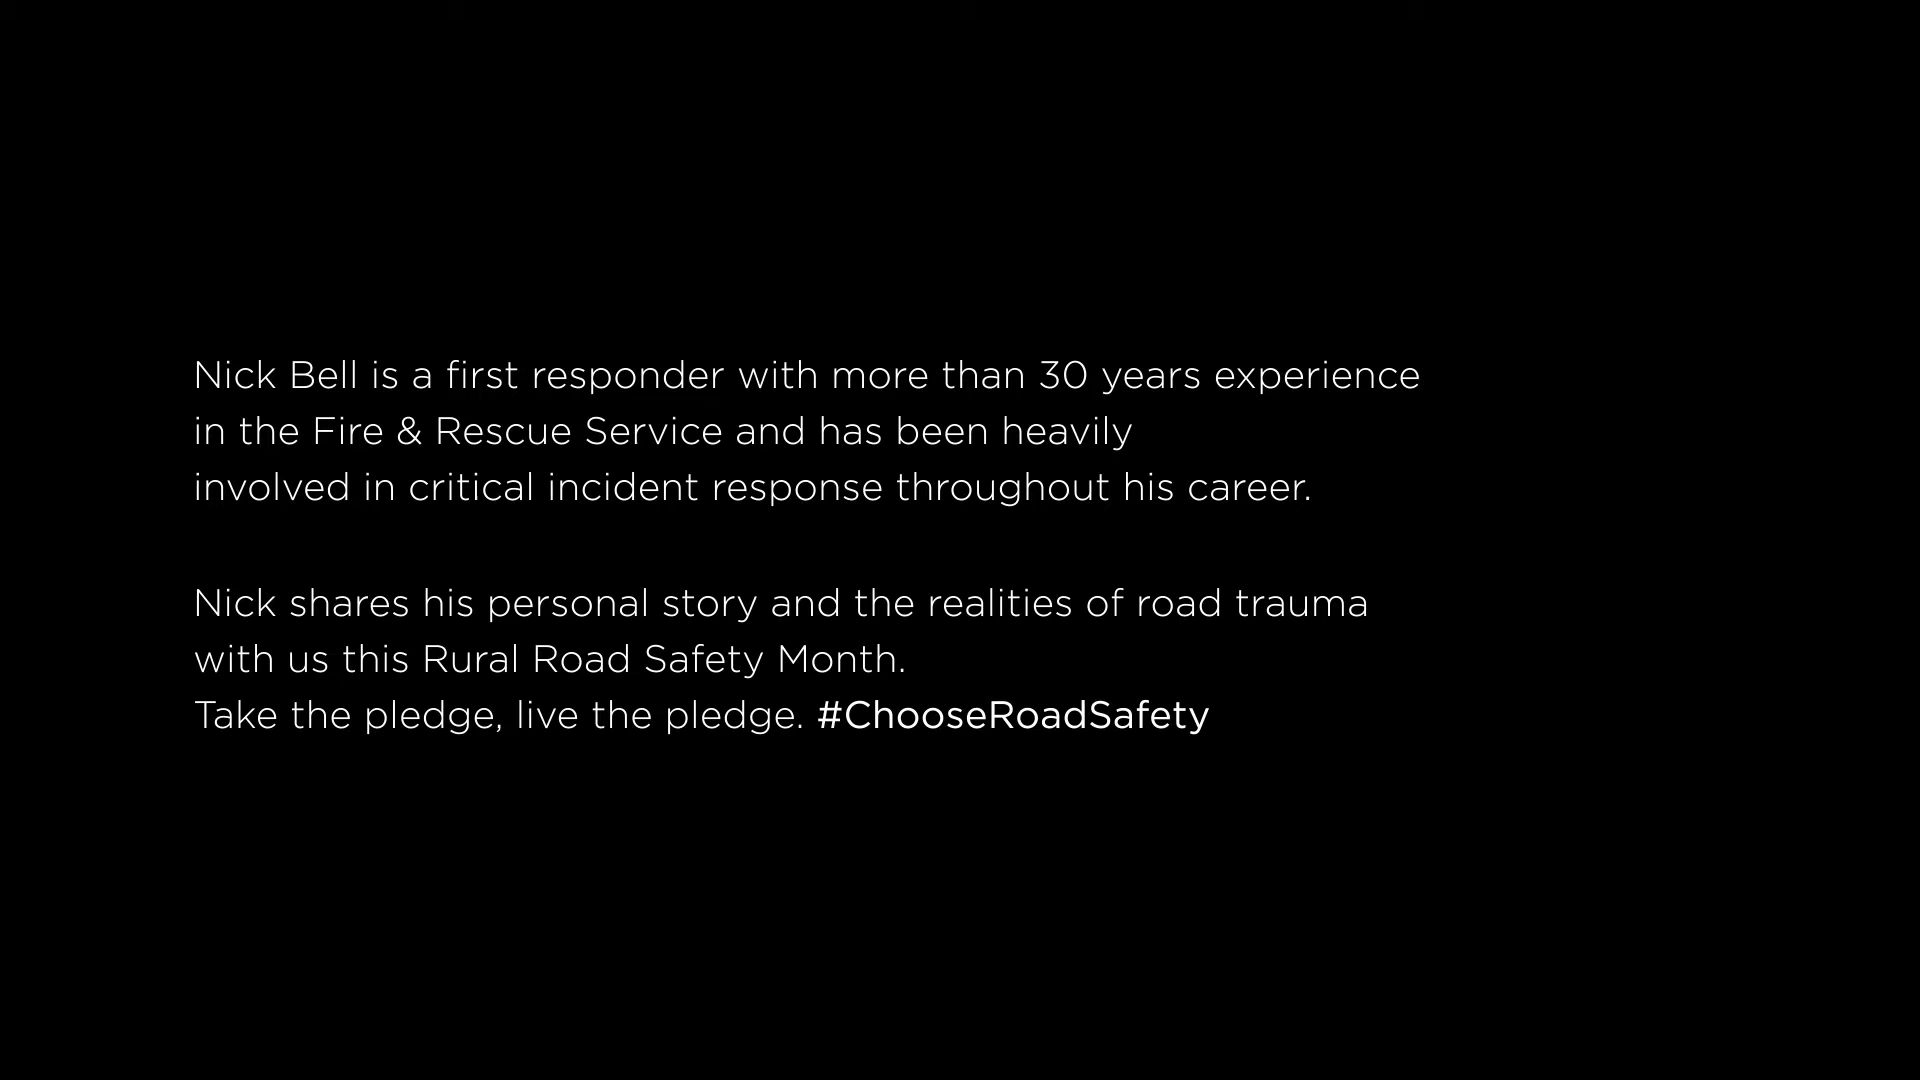 Nick Bell is a first responder with more than 30 years experience
in the Fire & Rescue Service and has been heavily
involved in critical incident response throughout his career.
Nick shares his personal story and the realities of road trauma
with us this Rural Road Safety Month.
Take the pledge, live the pledge. #ChooseRoadSafety